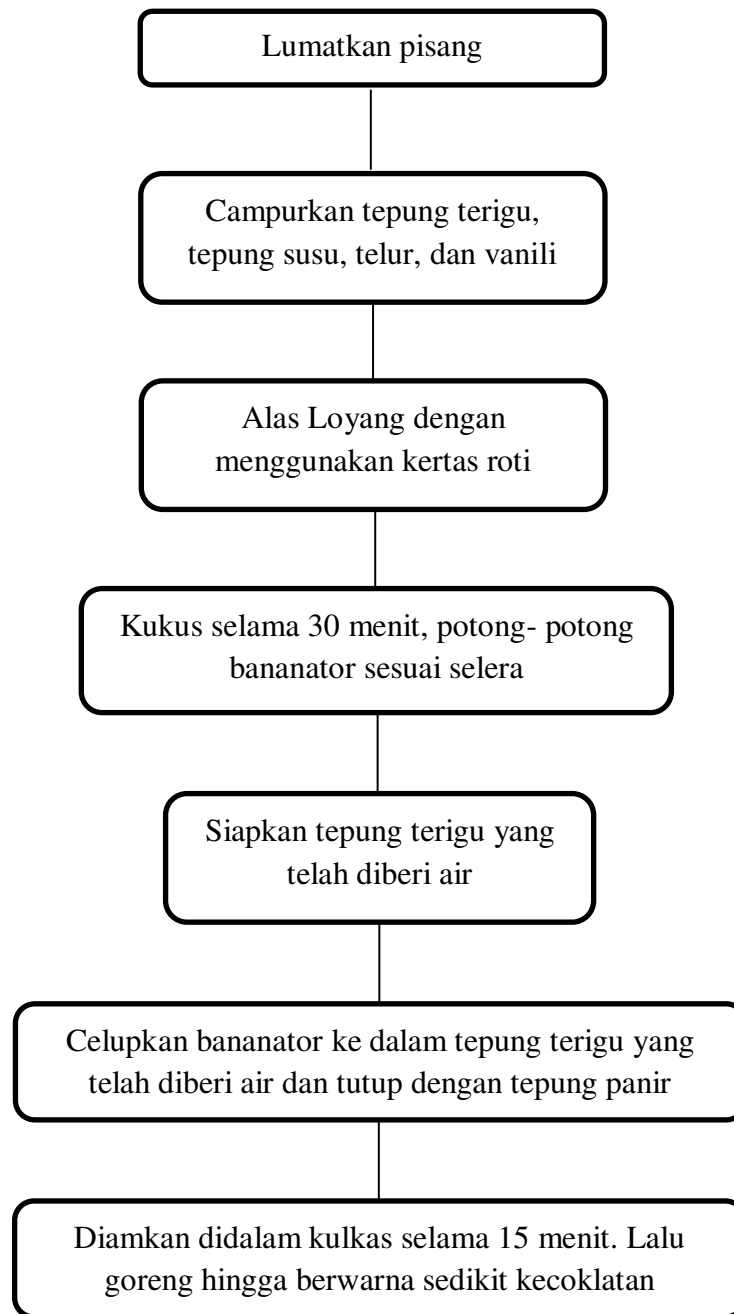 Lumatkan pisang
Campurkan tepung terigu,
tepung susu, telur, dan vanili
Alas Loyang dengan
menggunakan kertas roti
Kukus selama 30 menit, potong- potong
bananator sesuai selera
Siapkan tepung terigu yang
telah diberi air
Celupkan bananator ke dalam tepung terigu yang
telah diberi air dan tutup dengan tepung panir
Diamkan didalam kulkas selama 15 menit. Lalu
goreng hingga berwarna sedikit kecoklatan